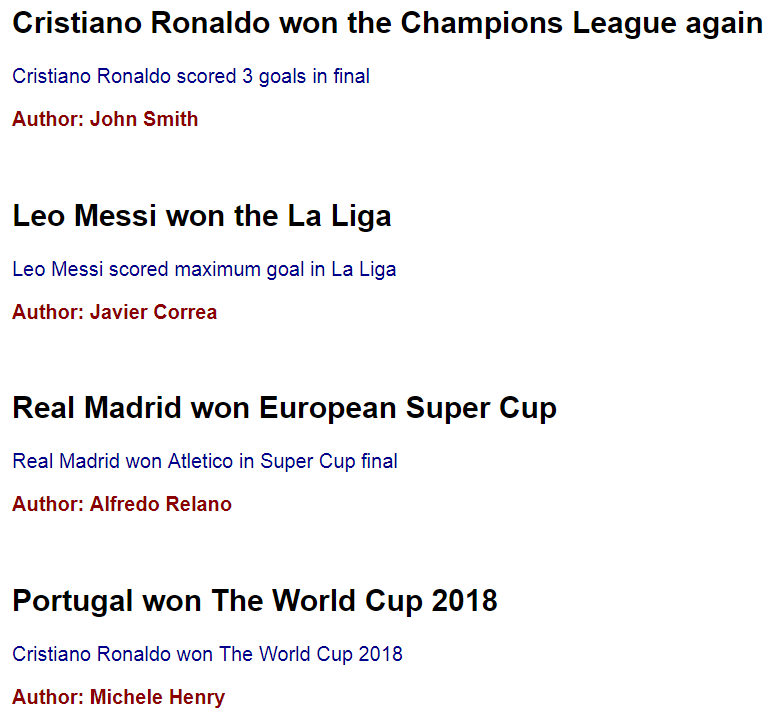 Cristiano Ronaldo won the Champions League again
Cristiano Ronaldo scored 3 goals in final
Author: John Smith
Leo Messi won the La Liga
Leo Messi scored maximum goal in La Liga
Author: Javier Correa
Real Madrid won European Super Cup
Real Madrid won Atletico in Super Cup final
Author: Alfredo Relano
Portugal won The World Cup 2018
Cristiano Ronaldo won The World Cup 2018
Author: Michele Henry